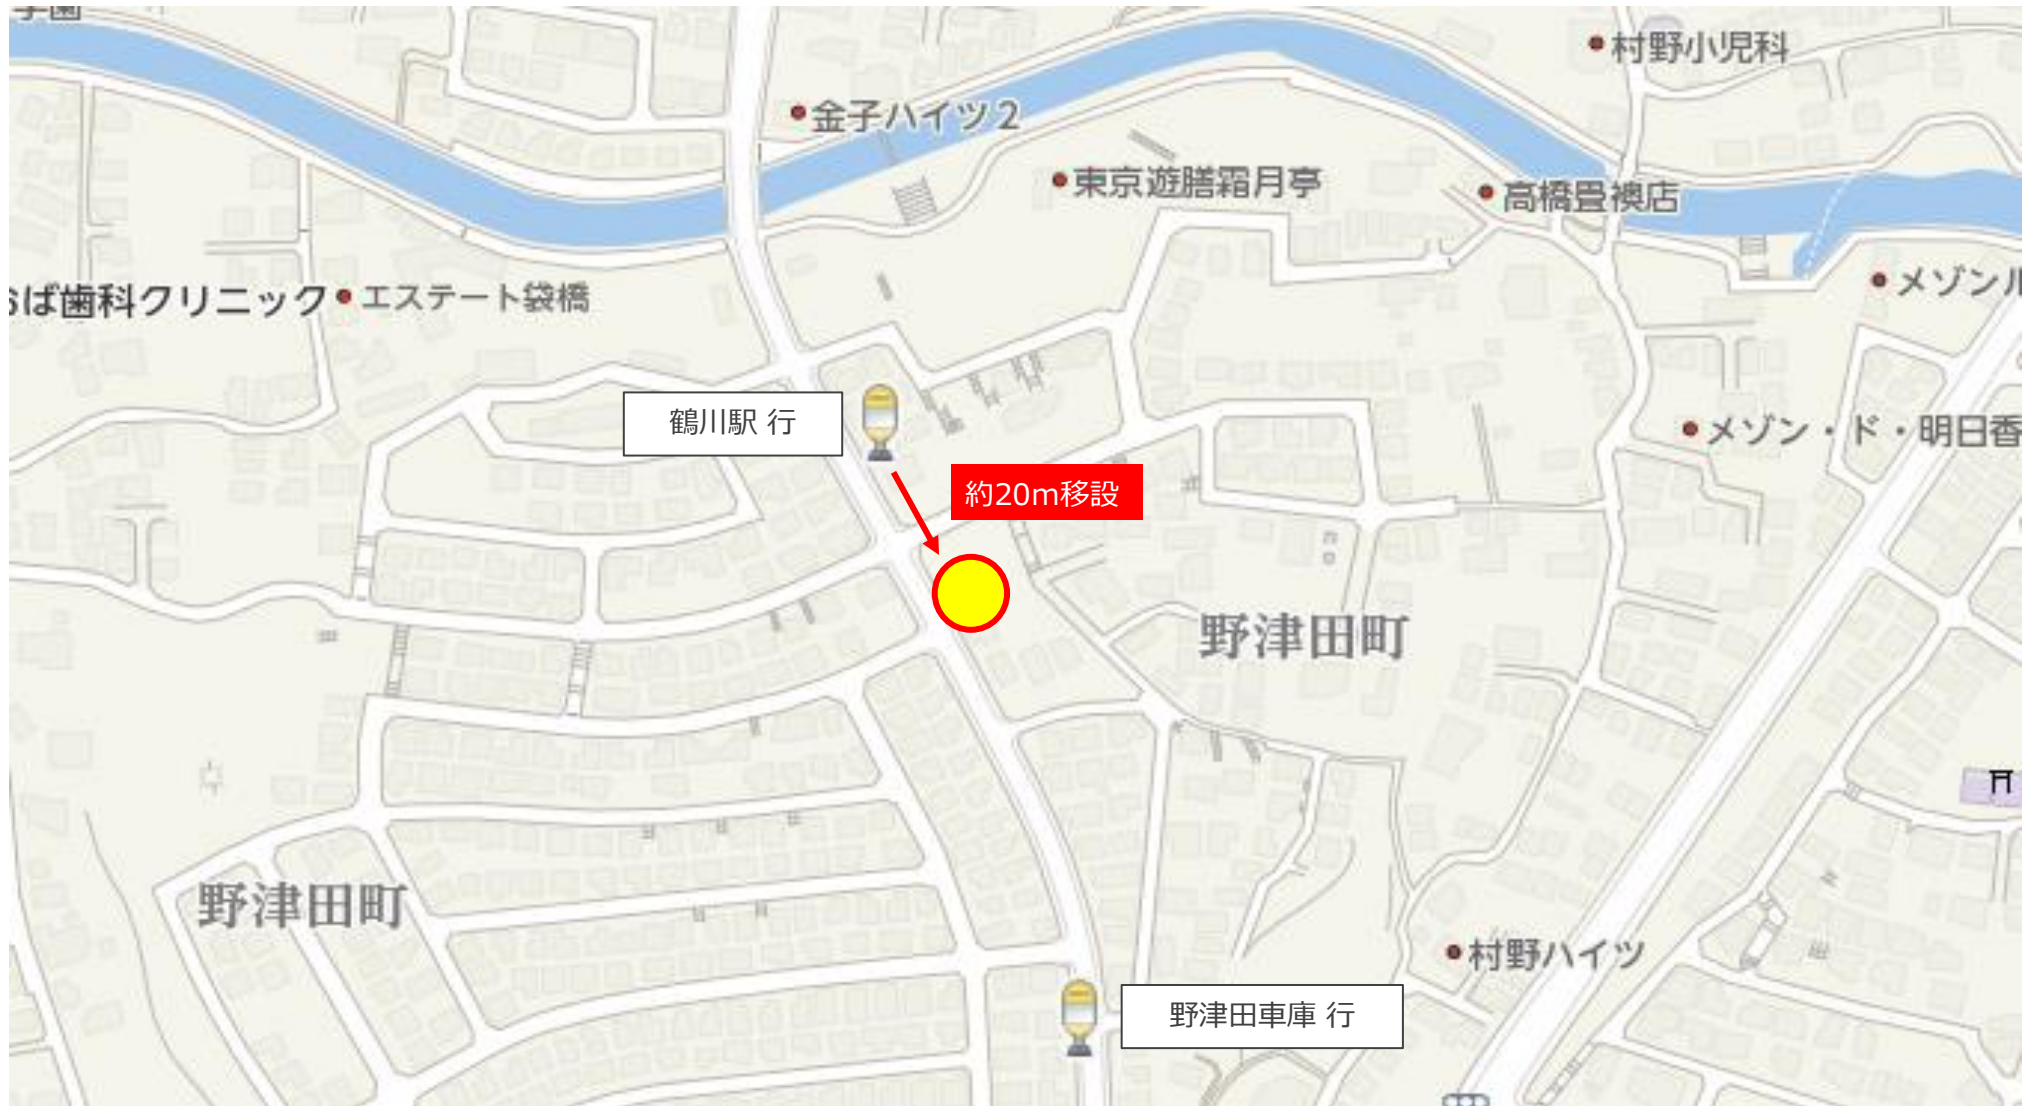 学園
村野小児科
金子ハイツ2
東京遊膳霜月亭
高橋畳襖店
おば歯科クリニック
エステート袋橋
メゾンル
鶴川駅 行
メゾン・ド・明日香
約20m移設
野津田町
野津田町
村野ハイツ
野津田車庫 行